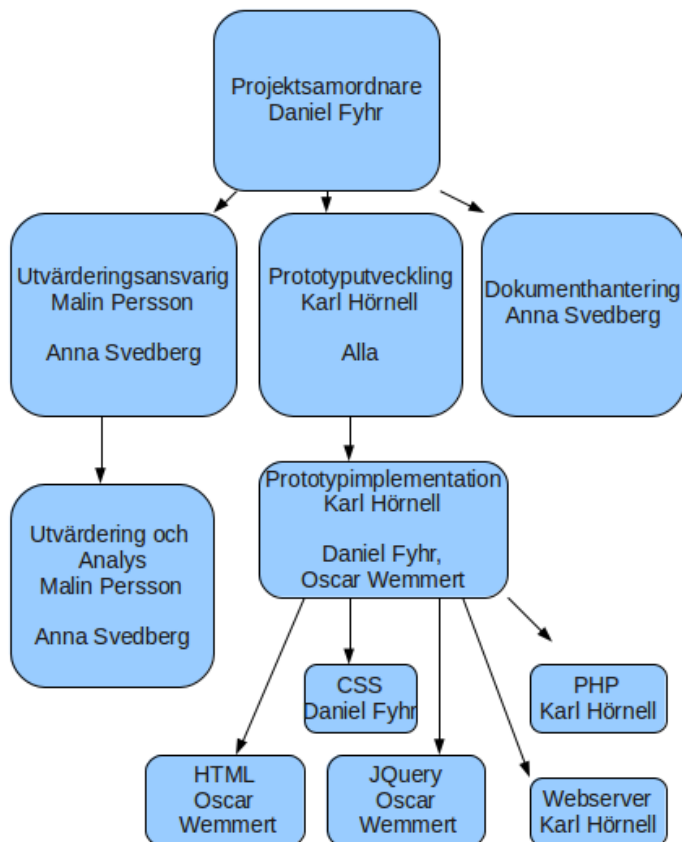 Projektsamordnare
Daniel Fyhr
Utvärderingsansvarig
Malin Persson
Anna Svedberg
Prototyputveckling
Karl Hörnell
Alla
Dokumenthantering
Anna Svedberg
Utvärdering och
Analys
Malin Persson
Anna Svedberg
Prototypimplementation
Karl Hörnell
Daniel Fyhr,
Oscar Wemmert
CSS
Daniel Fyhr
PHP
Karl Hörnell
HTML
Oscar
Wemmert
JQuery
Oscar
Wemmert
Webserver
Karl Hörnell